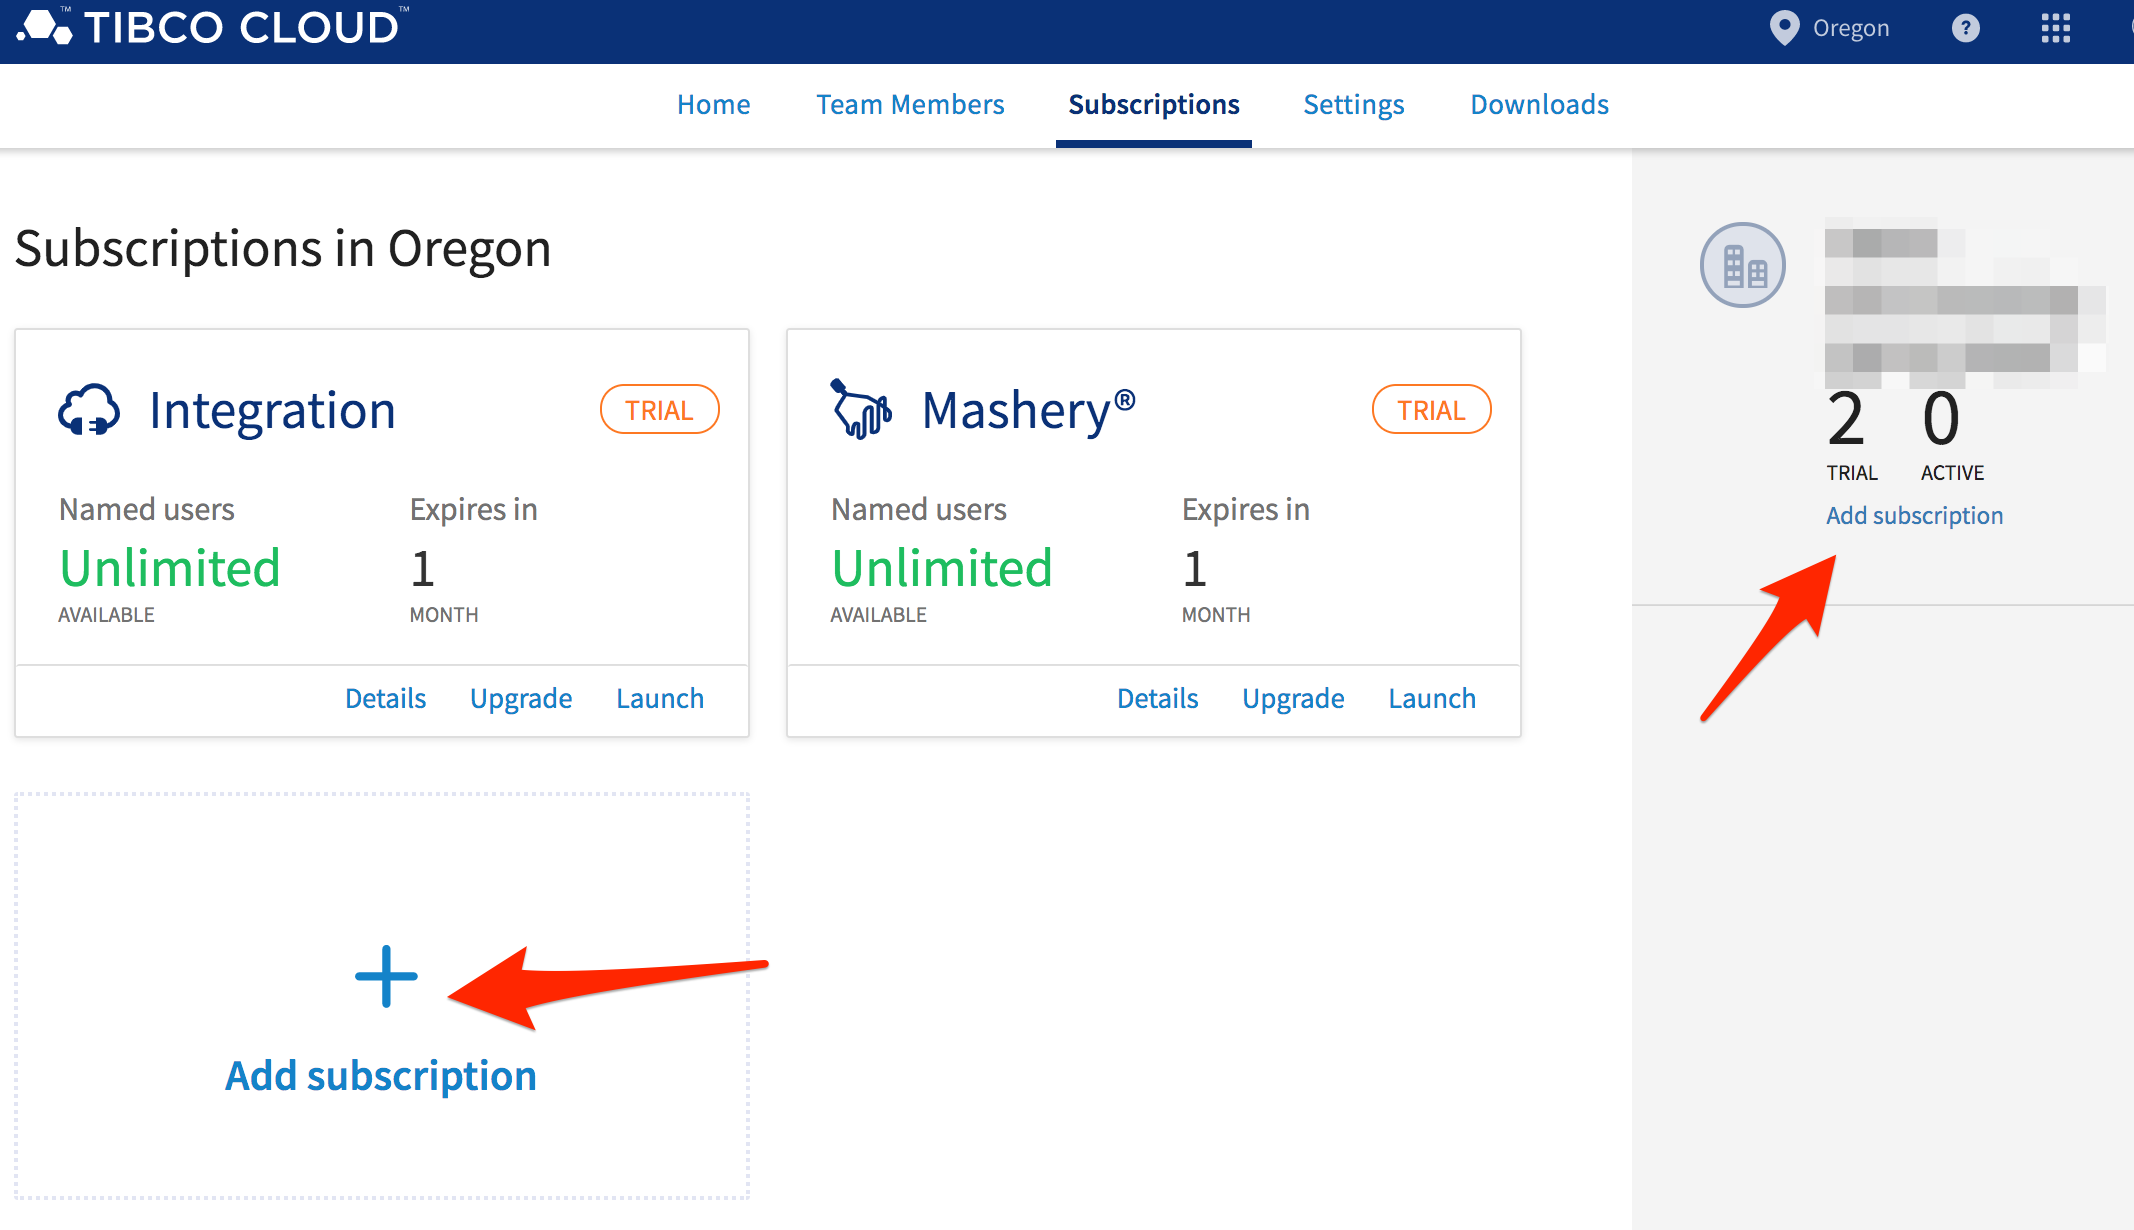 TIBCO CLOUD™
Oregon
?
Home Team Members Subscriptions Settings Downloads
Subscriptions in Oregon
Integration TRIAL
Named users Expires in
Unlimited 1
AVAILABLE MONTH
Details Upgrade Launch
Mashery® TRIAL
Named users Expires in
Unlimited 1
AVAILABLE MONTH
Details Upgrade Launch
Add subscription
2 0
TRIAL ACTIVE
Add subscription